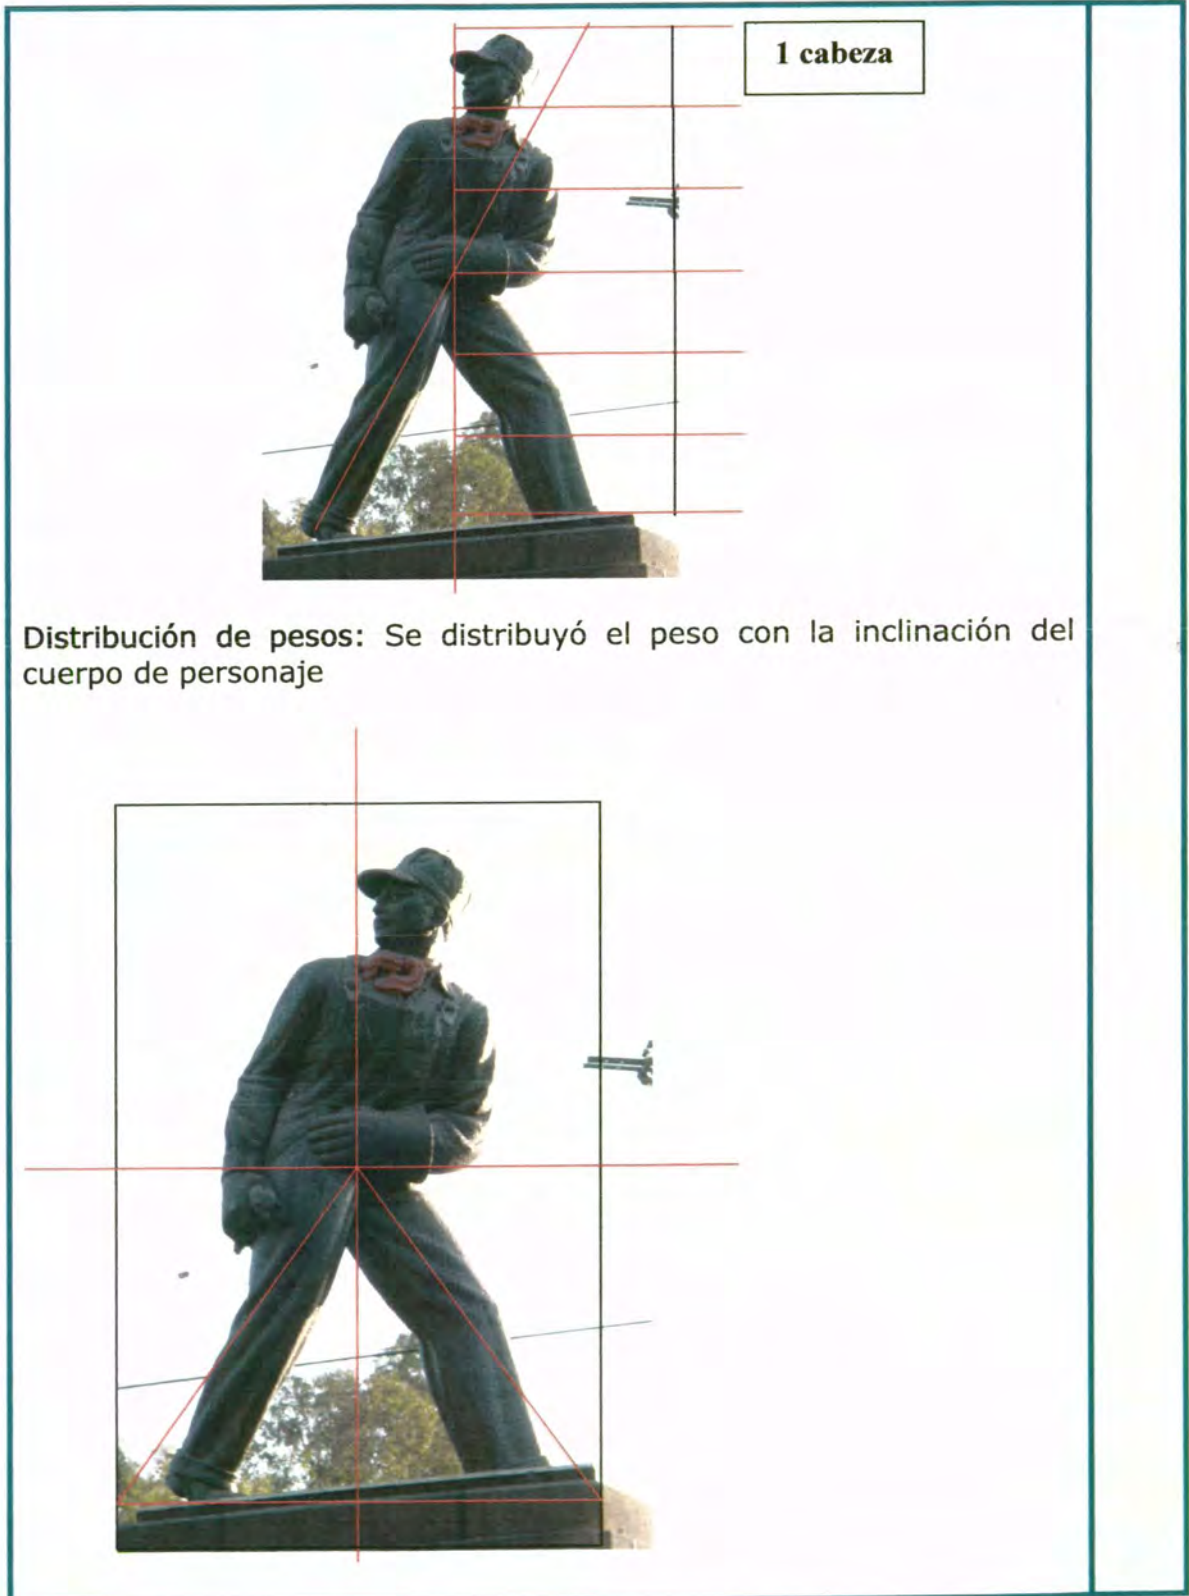 1 cabeza
Distribución de pesos: Se distribuyó el peso con la inclinación del
cuerpo de personaje